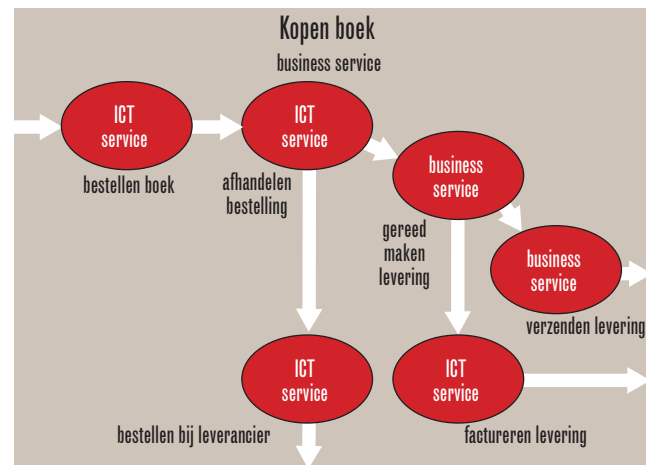 Kopen boek
business service
ICT
service
bestellen boek
ICT
service
afhandelen
bestelling
business
service
gereed
maken
levering
business
service
verzenden levering
ICT
service
bestellen bij leverancier
ICT
service
factureren levering